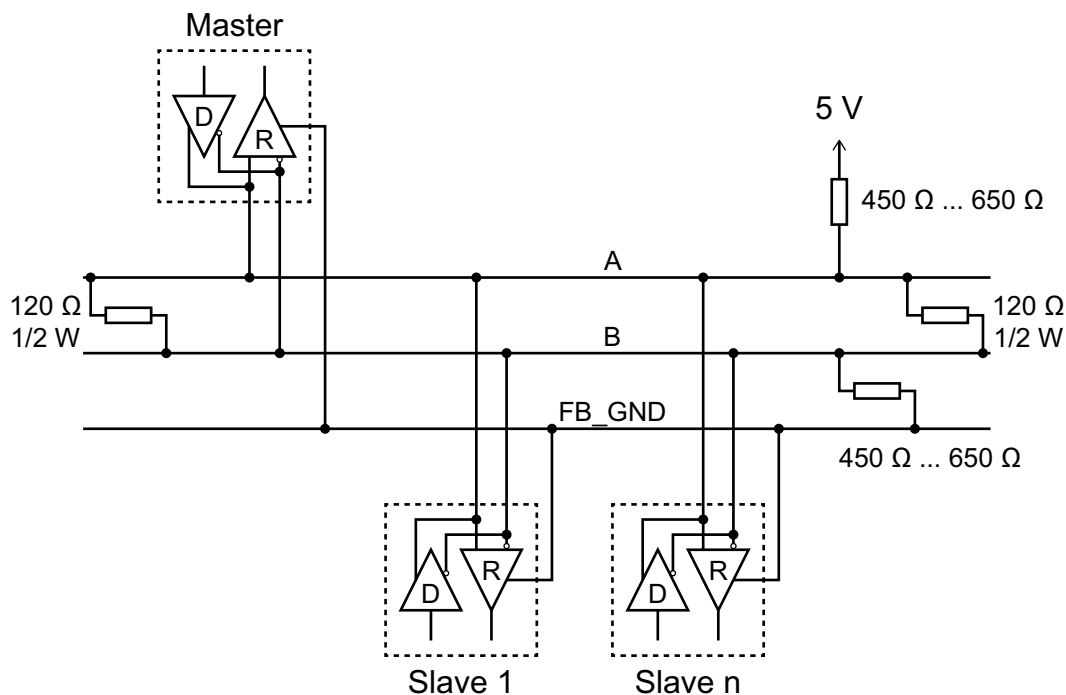 Master
D
R
5 V
450 Ω ... 650 Ω
A
120 Ω
1/2 W
120 Ω
1/2 W
B
FB_GND
450 Ω ... 650 Ω
D
R
D
R
Slave 1
Slave n